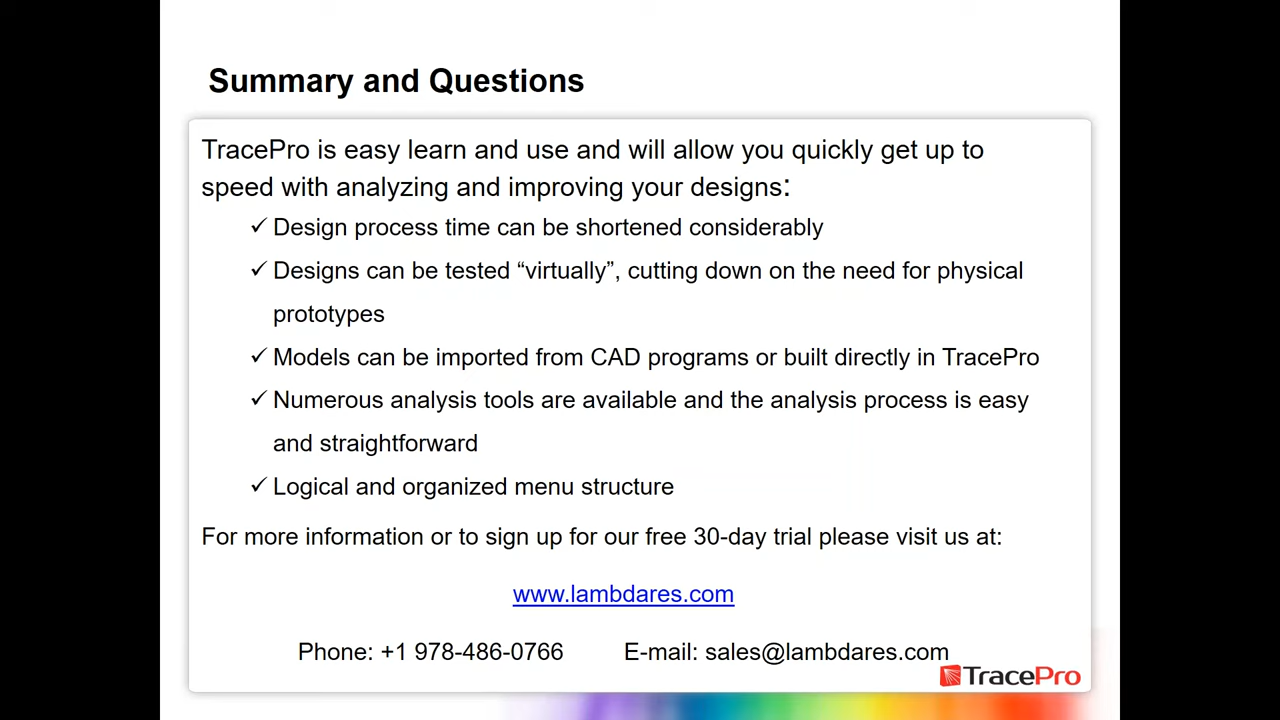 Summary and Questions
TracePro is easy learn and use and will allow you quickly get up to
speed with analyzing and improving your designs:
✓ Design process time can be shortened considerably
✓ Designs can be tested “virtually”, cutting down on the need for physical
prototypes
✓ Models can be imported from CAD programs or built directly in TracePro
✓ Numerous analysis tools are available and the analysis process is easy
and straightforward
✓ Logical and organized menu structure
For more information or to sign up for our free 30-day trial please visit us at:
www.lambdares.com
Phone: +1 978-486-0766 E-mail: sales@lambdares.com
TracePro